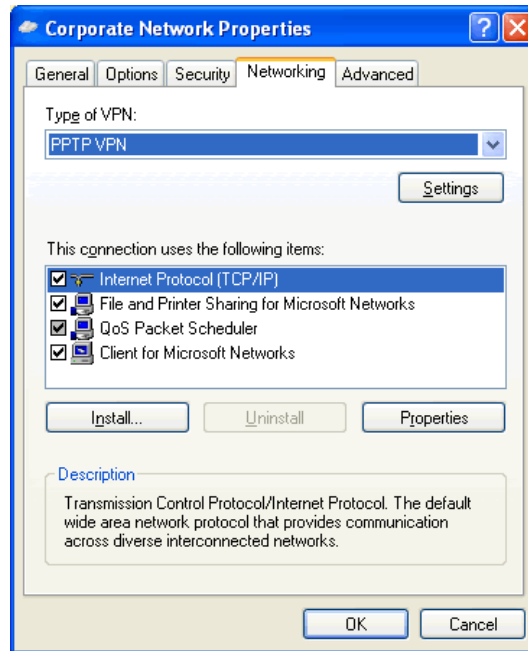 Corporate Network Properties
General Options Security Networking Advanced
Type of VPN:
PPTP VPN
Settings
This connection uses the following items:
Internet Protocol (TCP/IP)
File and Printer Sharing for Microsoft Networks
QoS Packet Scheduler
Client for Microsoft Networks
Install... Uninstall Properties
Description
Transmission Control Protocol/Internet Protocol. The default
wide area network protocol that provides communication
across diverse interconnected networks.
OK Cancel